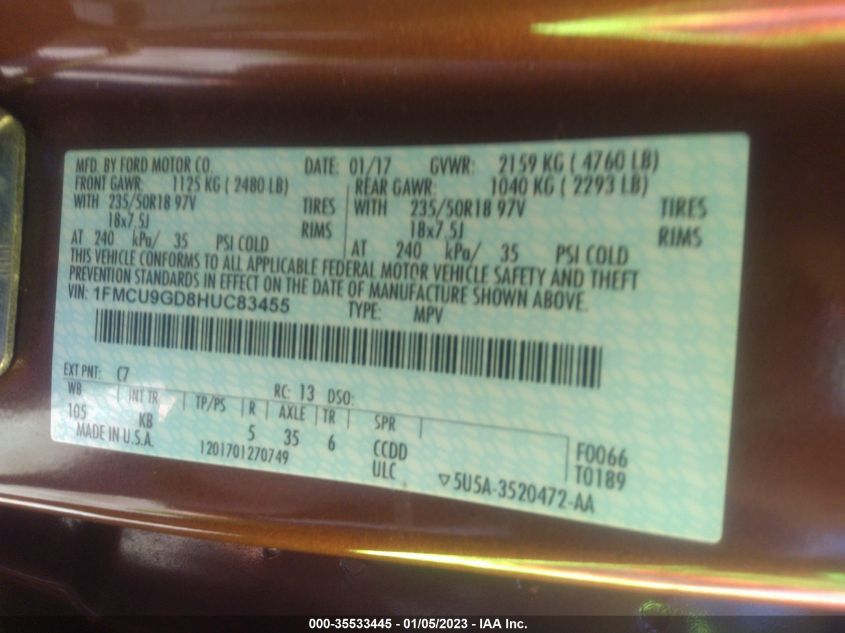 MFD. BY FORD MOTOR CO. DATE: 01/17 GVWR: 2159 KG ( 4760 LB)
FRONT GAWR: 1125 KG ( 2480 LB) REAR GAWR: 1040 KG ( 2293 LB)
WITH 235/50R18 97V TIRES WITH 235/50R18 97V TIRES
18x7.5J RIMS 18x7.5J RIMS
AT 240 kPa/ 35 PSI COLD AT 240 kPa/ 35 PSI COLD
THIS VEHICLE CONFORMS TO ALL APPLICABLE FEDERAL MOTOR VEHICLE SAFETY AND THEFT
PREVENTION STANDARDS IN EFFECT ON THE DATE OF MANUFACTURE SHOWN ABOVE.
VIN: 1FMCU9GD8HUC83455 TYPE: MPV
EXT PNT: C7 RC: 13 DSO:
WB INT TR TP/PS R AXLE TR SPR
105 KB 5 35 6 CCDD F0066
MADE IN U.S.A. 1201701270749 ULC T0189
▽5U5A-3520472-AA
000-35533445 - 01/05/2023 - IAA Inc.